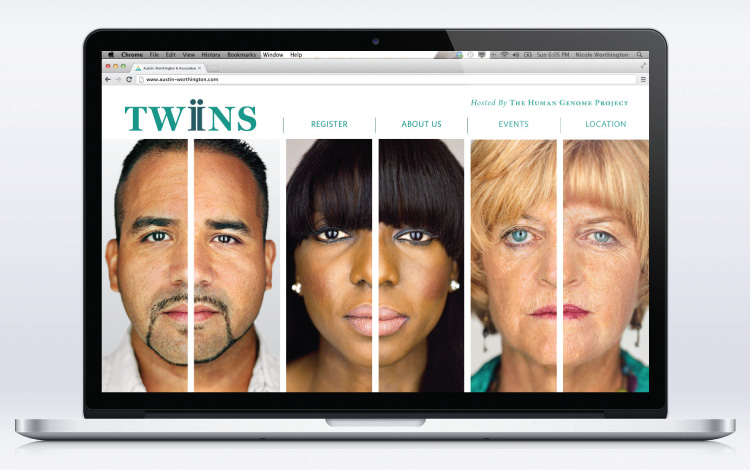 Chrome File Edit View History Bookmarks Window Help Sun 6:05 PM Nicole Worthington
Austin Worthington & Associates
www.austin-worthington.com
Hosted By THE HUMAN GENOME PROJECT
TWiiNS
REGISTER ABOUT US EVENTS LOCATION